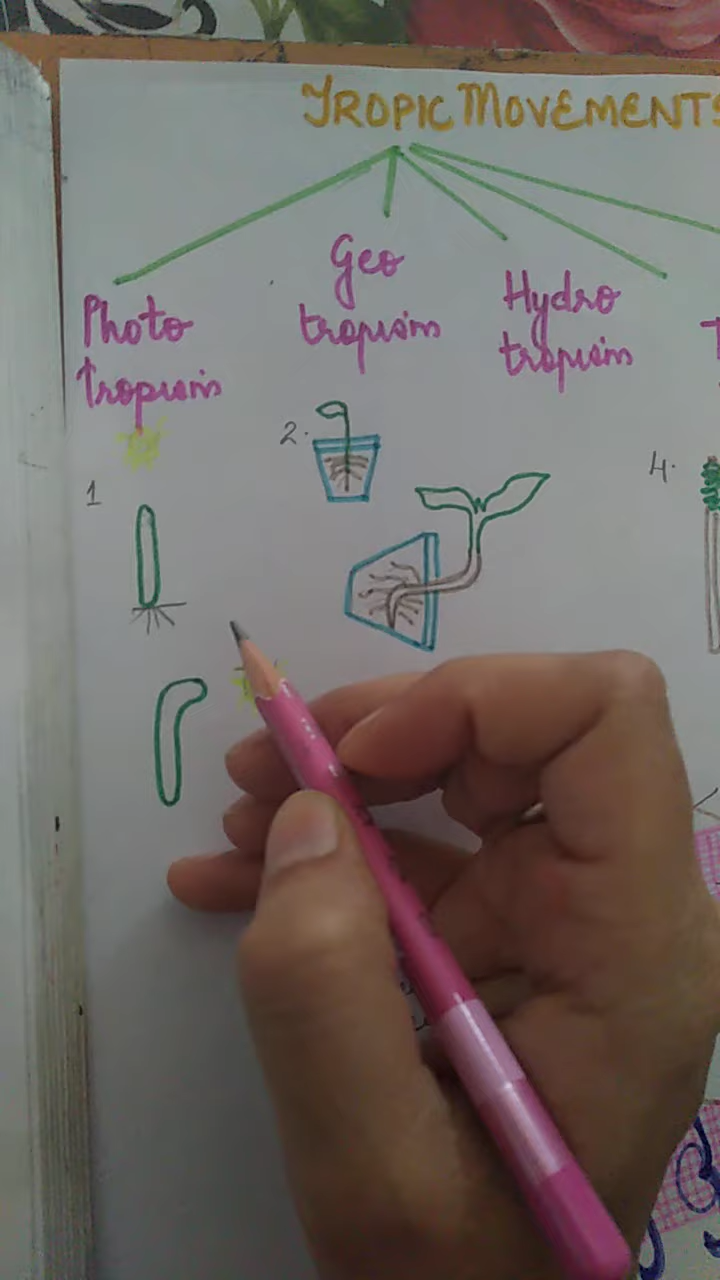 TROPIC MOVEMENTS
Photo
Tropism
Geo
tropism
Hydro
tropism
T
1
2.
4.